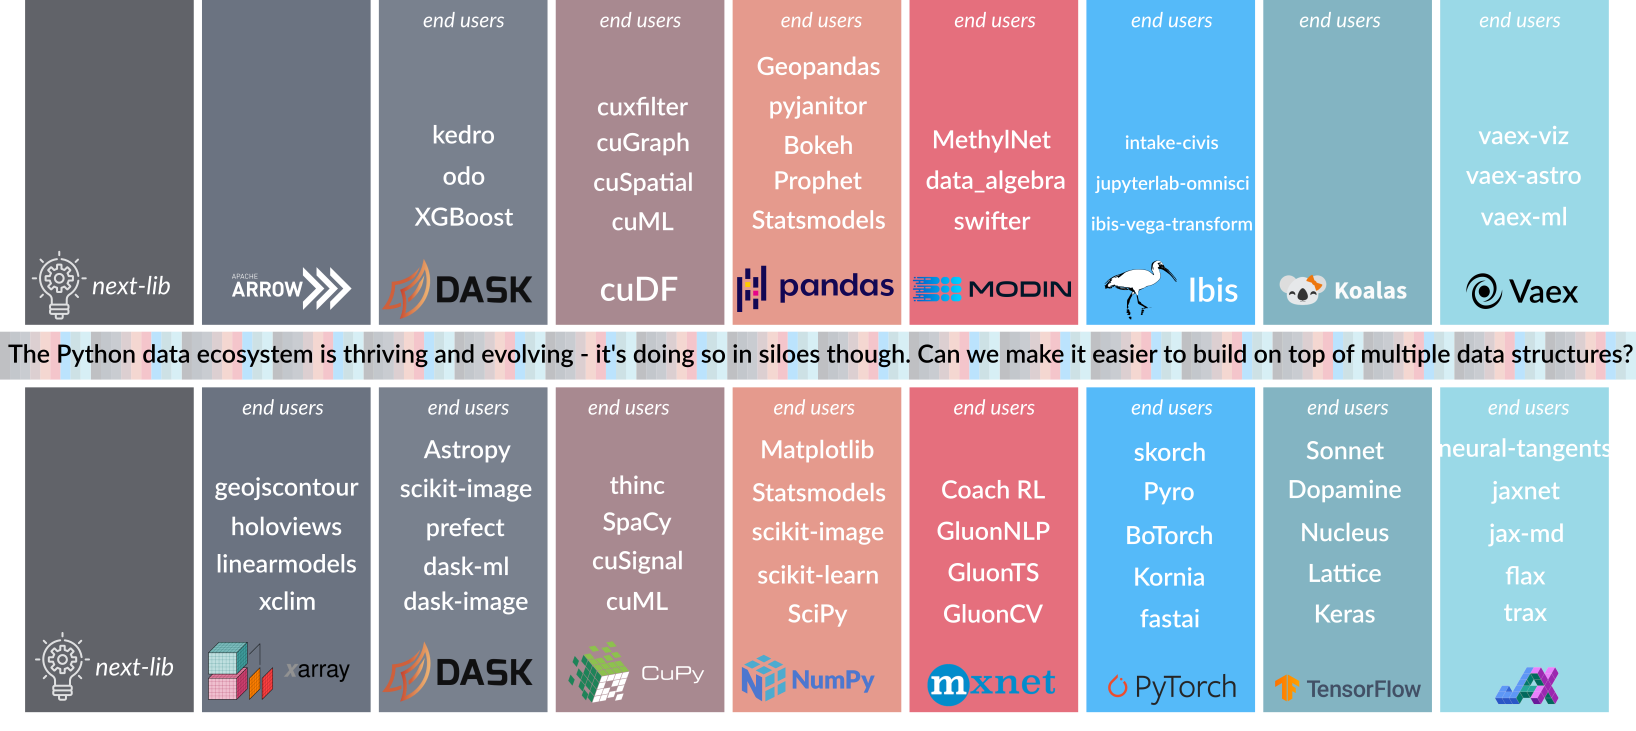 next-lib
APACHE
ARROW
end users
kedro
odo
XGBoost
DASK
end users
cuxfilter
cuGraph
cuSpatial
cuML
cuDF
end users
Geopandas
pyjanitor
Bokeh
Prophet
Statsmodels
pandas
end users
MethylNet
data_algebra
swifter
MODIN
end users
intake-civis
jupyterlab-omnisci
ibis-vega-transform
Ibis
end users
Koalas
end users
vaex-viz
vaex-astro
vaex-ml
Vaex
The Python data ecosystem is thriving and evolving - it's doing so in siloes though. Can we make it easier to build on top of multiple data structures?
next-lib
end users
geojscontour
holoviews
linearmodels
xclim
xarray
end users
Astropy
scikit-image
prefect
dask-ml
dask-image
DASK
end users
thinc
SpaCy
cuSignal
cuML
CuPy
end users
Matplotlib
Statsmodels
scikit-image
scikit-learn
SciPy
NumPy
end users
Coach RL
GluonNLP
GluonTS
GluonCV
mxnet
end users
skorch
Pyro
BoTorch
Kornia
fastai
PyTorch
end users
Sonnet
Dopamine
Nucleus
Lattice
Keras
TensorFlow
end users
neural-tangents
jaxnet
jax-md
flax
trax
JAX